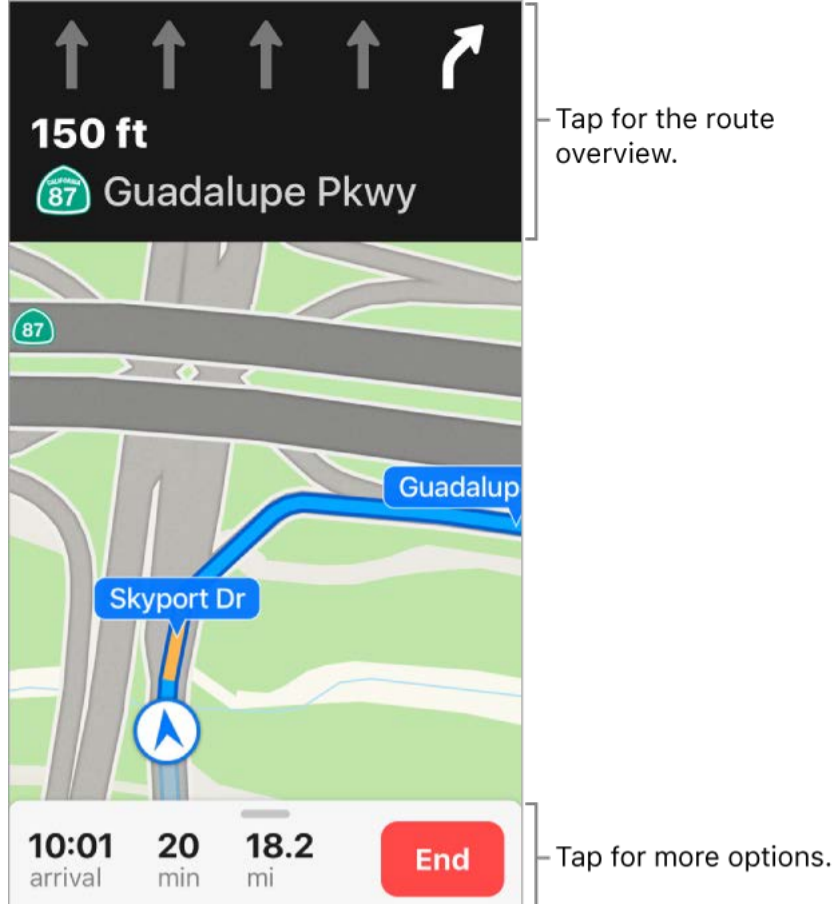 150 ft
CALIFORNIA
87
Guadalupe Pkwy
Tap for the route
overview.
87
Guadalup
Skyport Dr
10:01
arrival
20
min
18.2
mi
End
Tap for more options.